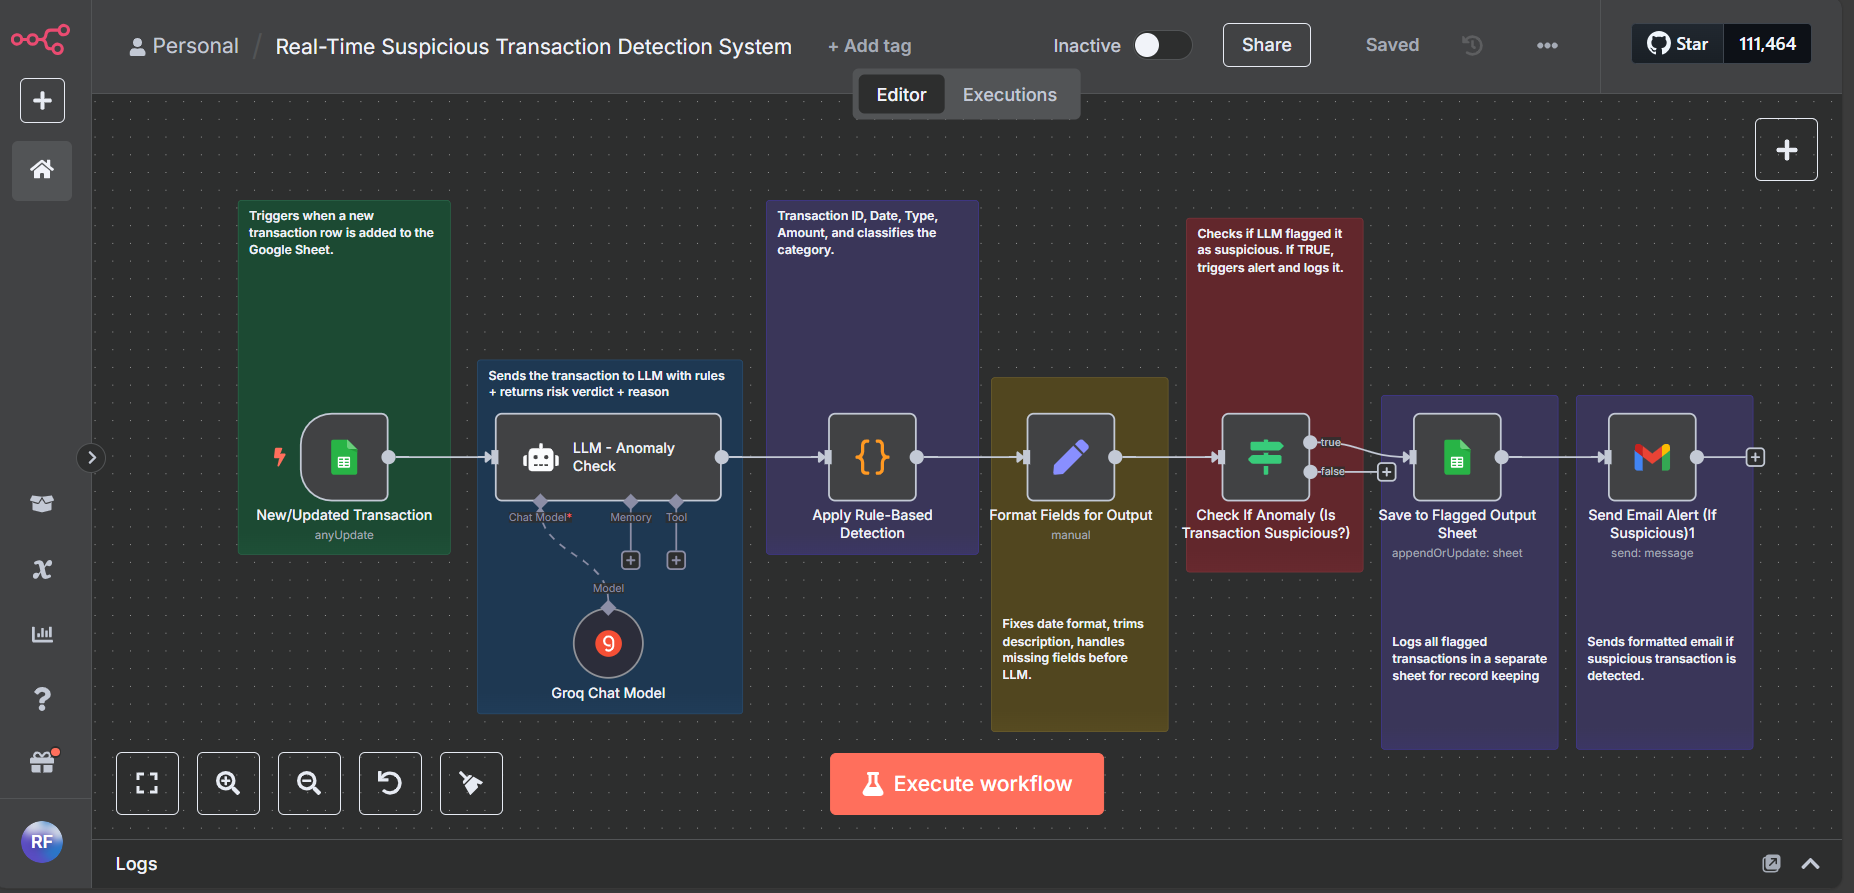 Personal / Real-Time Suspicious Transaction Detection System + Add tag
Inactive
Share
Saved
Star 111,464
Editor Executions
Triggers when a new
transaction row is added to the
Google Sheet.
New/Updated Transaction
anyUpdate
Sends the transaction to LLM with rules
+ returns risk verdict + reason
LLM - Anomaly
Check
Chat Model*
Memory
Tool
Model
Groq Chat Model
Transaction ID, Date, Type,
Amount, and classifies the
category.
Apply Rule-Based
Detection
Format Fields for Output
manual
Fixes date format, trims
description, handles
missing fields before
LLM.
Checks if LLM flagged it
as suspicious. If TRUE,
triggers alert and logs it.
true
false
Check If Anomaly (Is
Transaction Suspicious?)
Save to Flagged Output
Sheet
appendOrUpdate: sheet
Logs all flagged
transactions in a separate
sheet for record keeping
Send Email Alert (If
Suspicious)1
send: message
Sends formatted email if
suspicious transaction is
detected.
Execute workflow
RF
Logs